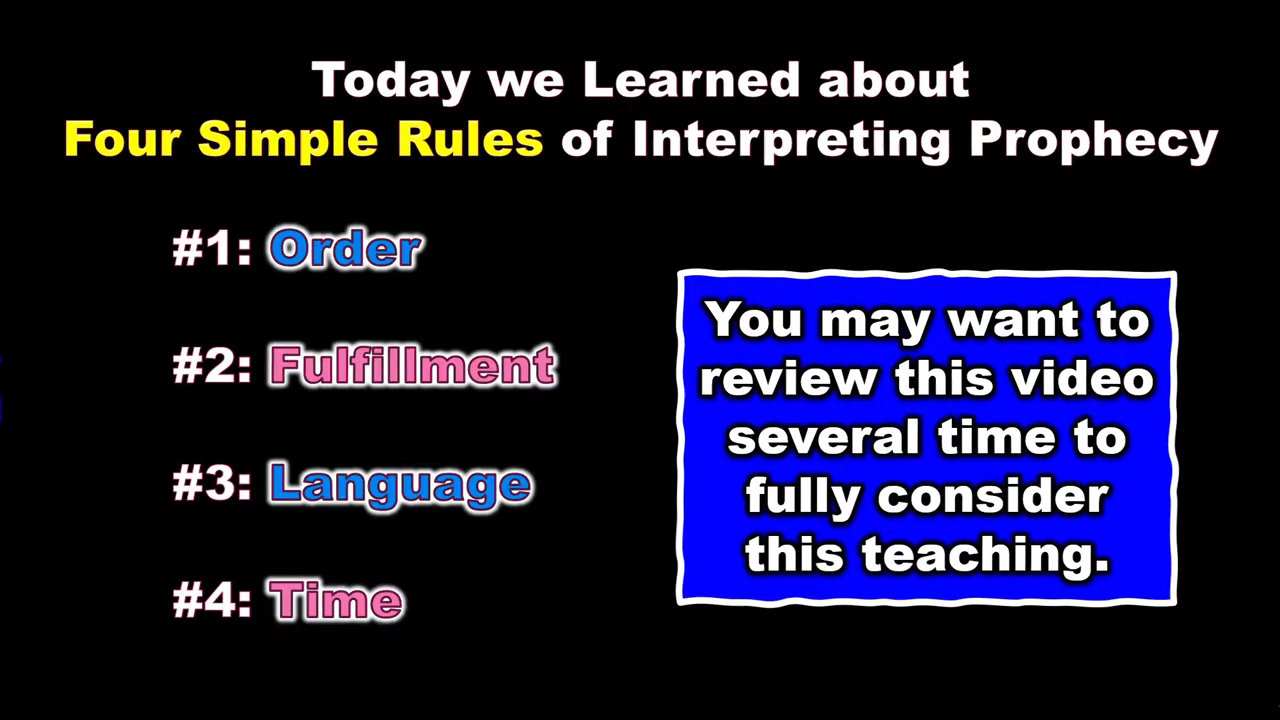 Today we Learned about
Four Simple Rules of Interpreting Prophecy
#1: Order
#2: Fulfillment
#3: Language
#4: Time
You may want to
review this video
several time to
fully consider
this teaching.